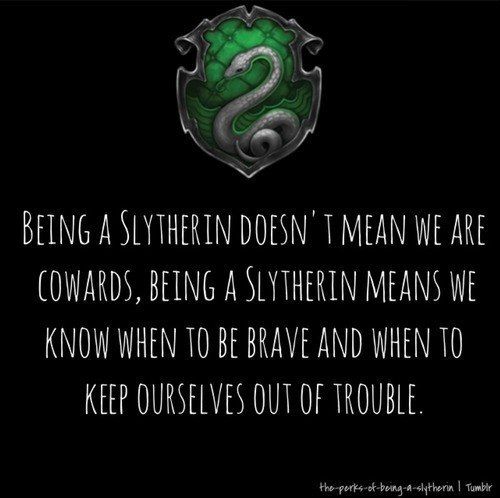 Being a Slytherin doesn't mean we are
cowards, being a Slytherin means we
know when to be brave and when to
keep ourselves out of trouble.
the-perks-of-being-a-slytherin | Tumblr